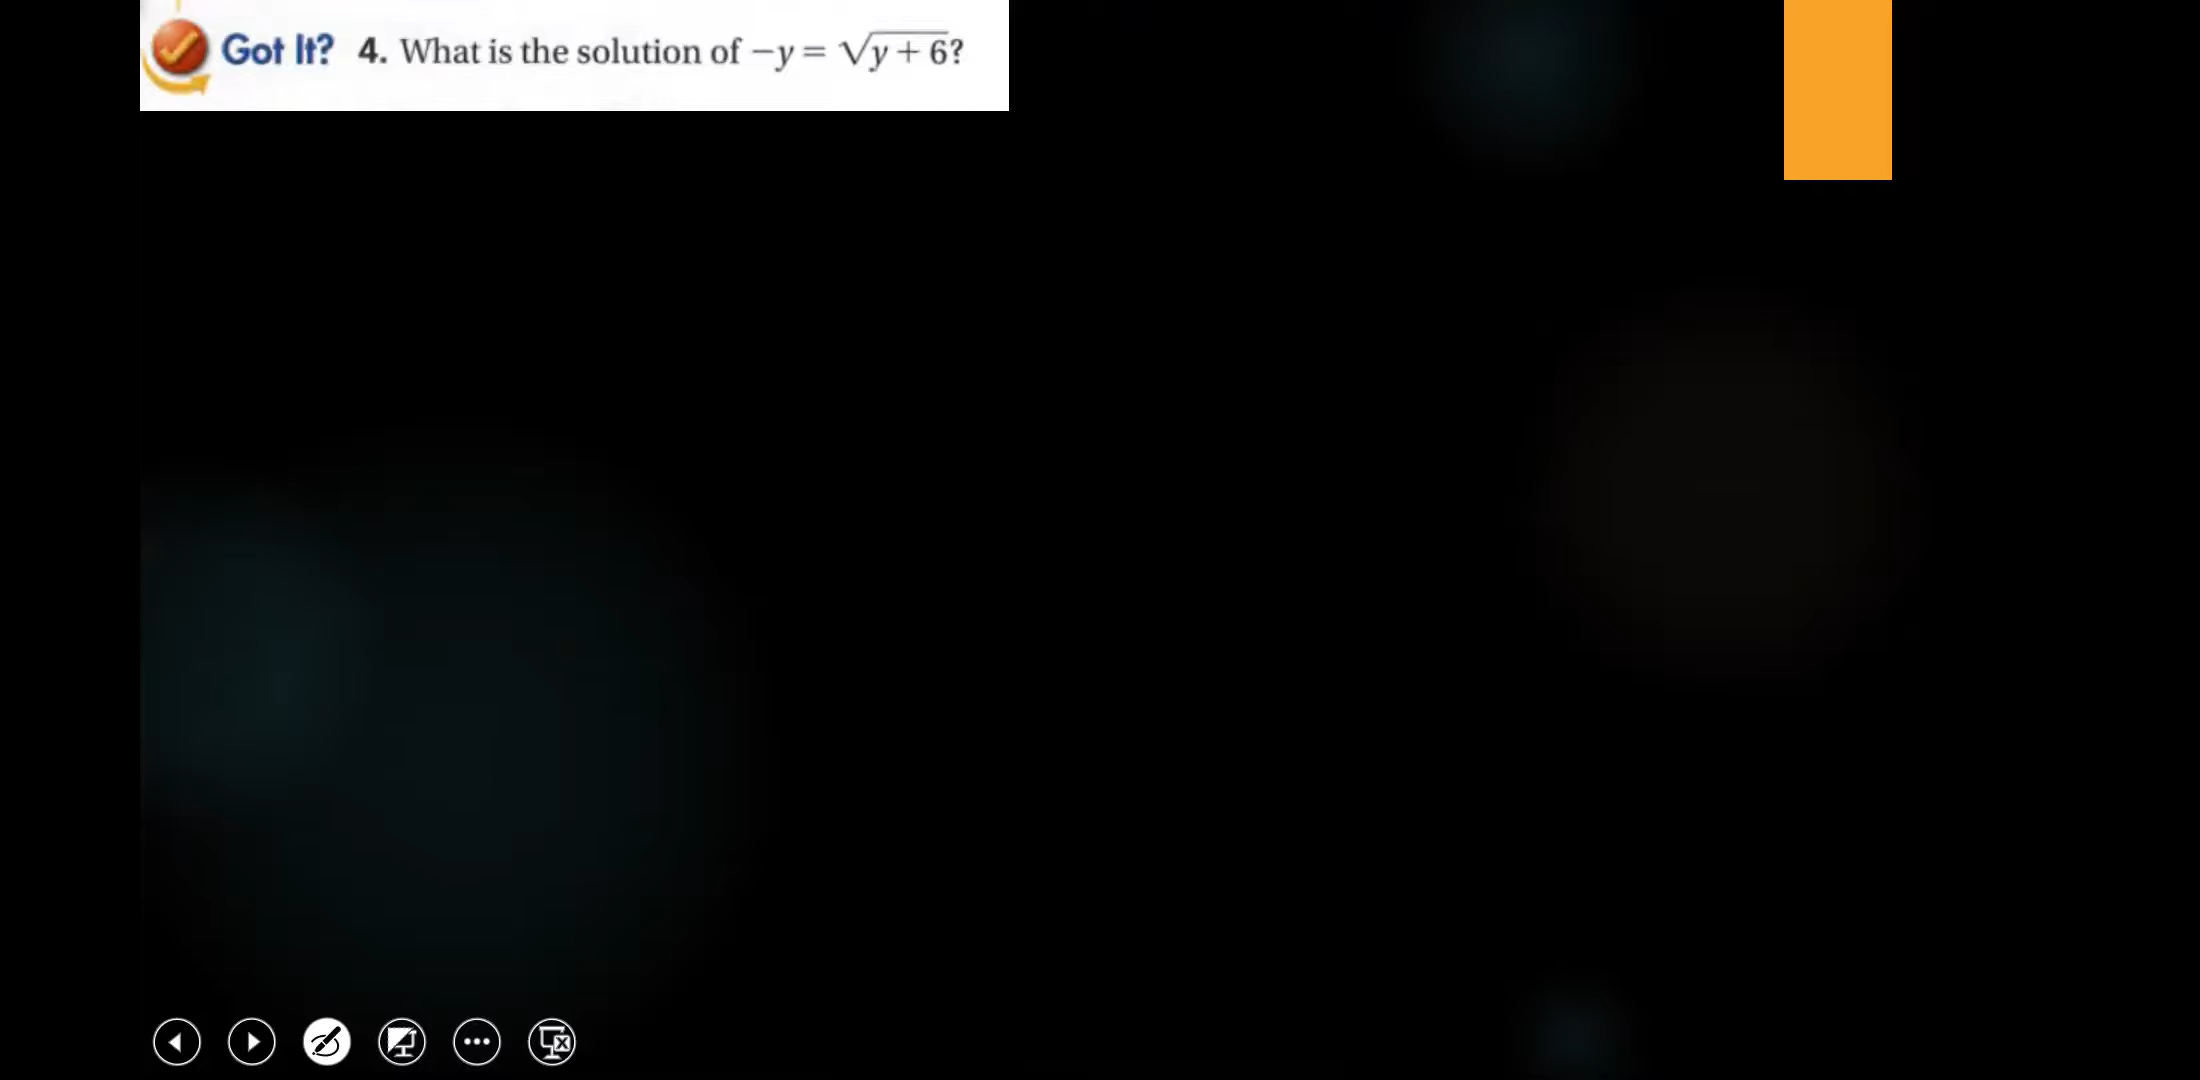 Got It? 4. What is the solution of −y = √y + 6?